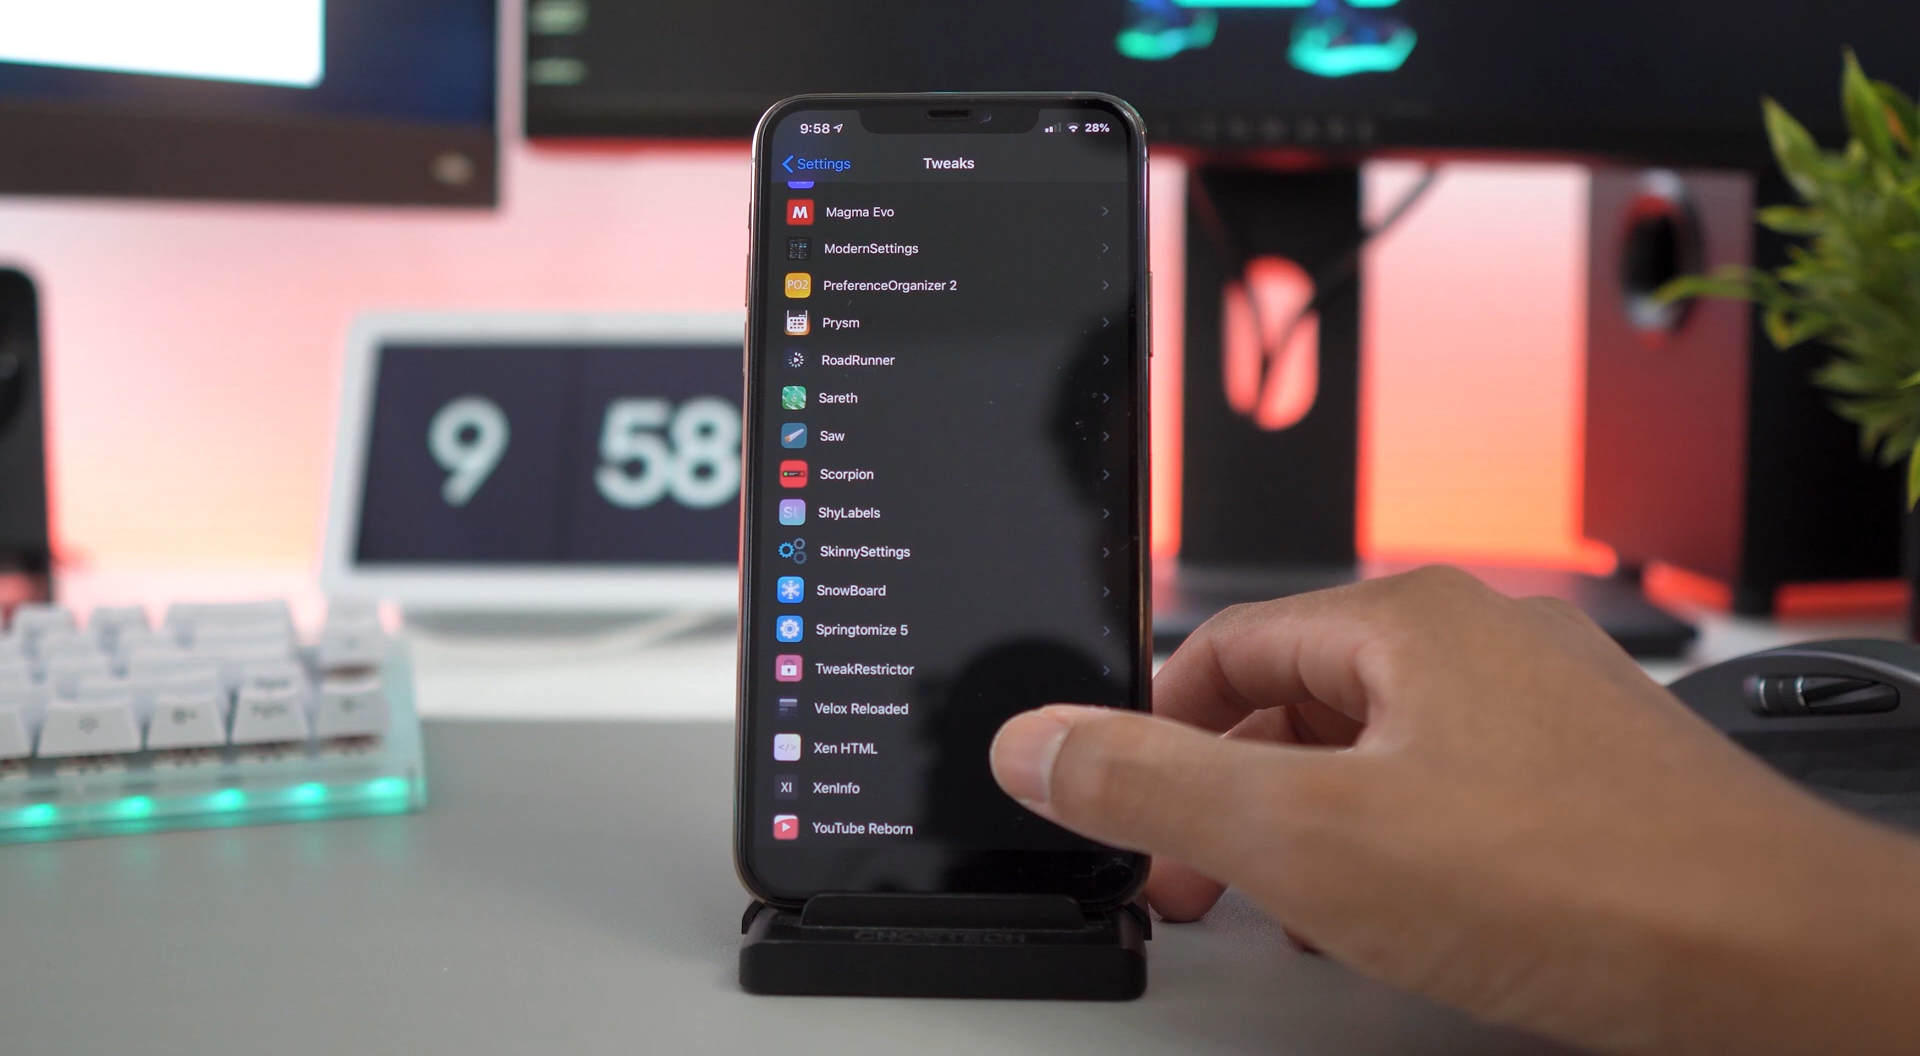 9:58
28%
Settings
Tweaks
M
Magma Evo
ModernSettings
PO2
PreferenceOrganizer 2
Prysm
RoadRunner
Sareth
Saw
Scorpion
SL
ShyLabels
SkinnySettings
SnowBoard
Springtomize 5
TweakRestrictor
Velox Reloaded
</>
Xen HTML
XI
XenInfo
YouTube Reborn
9 58
CHOETECH